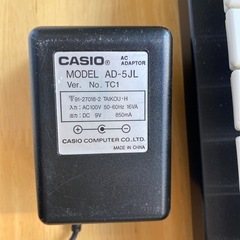 CASIO® AC ADAPTOR
MODEL AD-5JL
Ver. No. TC1
91-27016-2 TAIKOU-H
入力: AC100V 50-60Hz 16VA
出力: DC 9V 850mA
CASIO COMPUTER CO.,LTD.
MADE IN CHINA